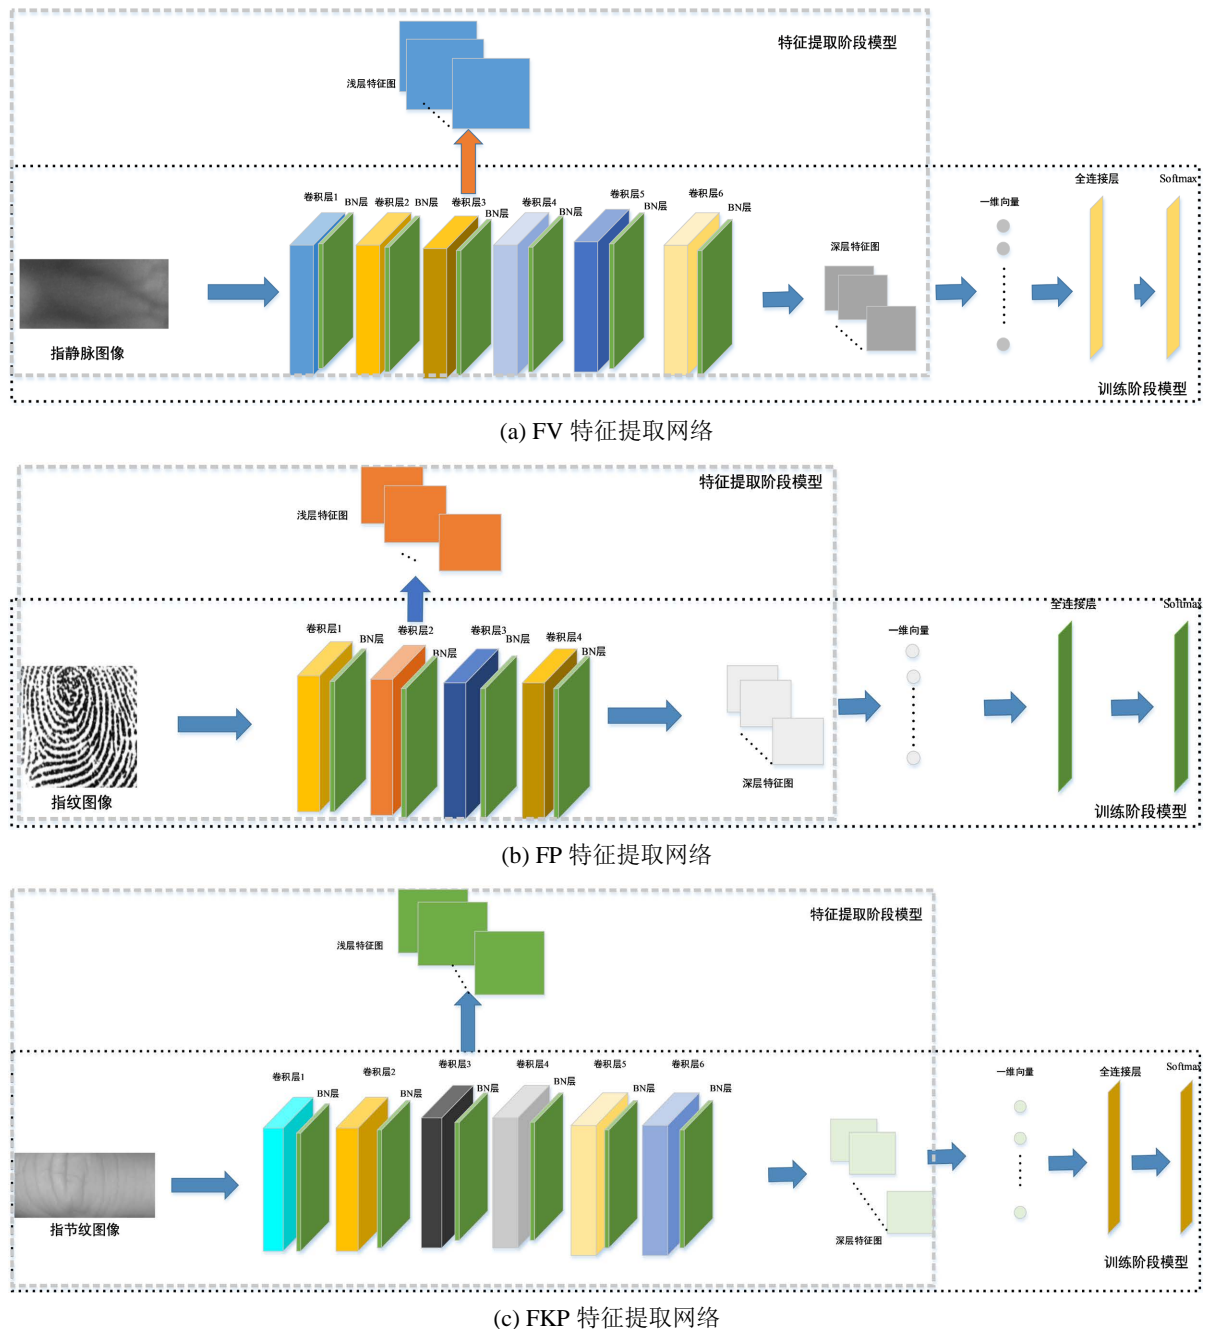 特征提取阶段模型
浅层特征图
卷积层1 BN层 卷积层2 BN层 卷积层3 BN层 卷积层4 BN层 卷积层5 BN层 卷积层6 BN层
全连接层 Softmax
一维向量
深层特征图
指静脉图像
训练阶段模型
(a) FV 特征提取网络
特征提取阶段模型
浅层特征图
卷积层1 BN层 卷积层2 BN层 卷积层3 BN层 卷积层4 BN层
全连接层 Softmax
一维向量
深层特征图
指纹图像
训练阶段模型
(b) FP 特征提取网络
特征提取阶段模型
浅层特征图
卷积层1 BN层 卷积层2 BN层 卷积层3 BN层 卷积层4 BN层 卷积层5 BN层 卷积层6 BN层
一维向量 全连接层 Softmax
指节纹图像
深层特征图
训练阶段模型
(c) FKP 特征提取网络